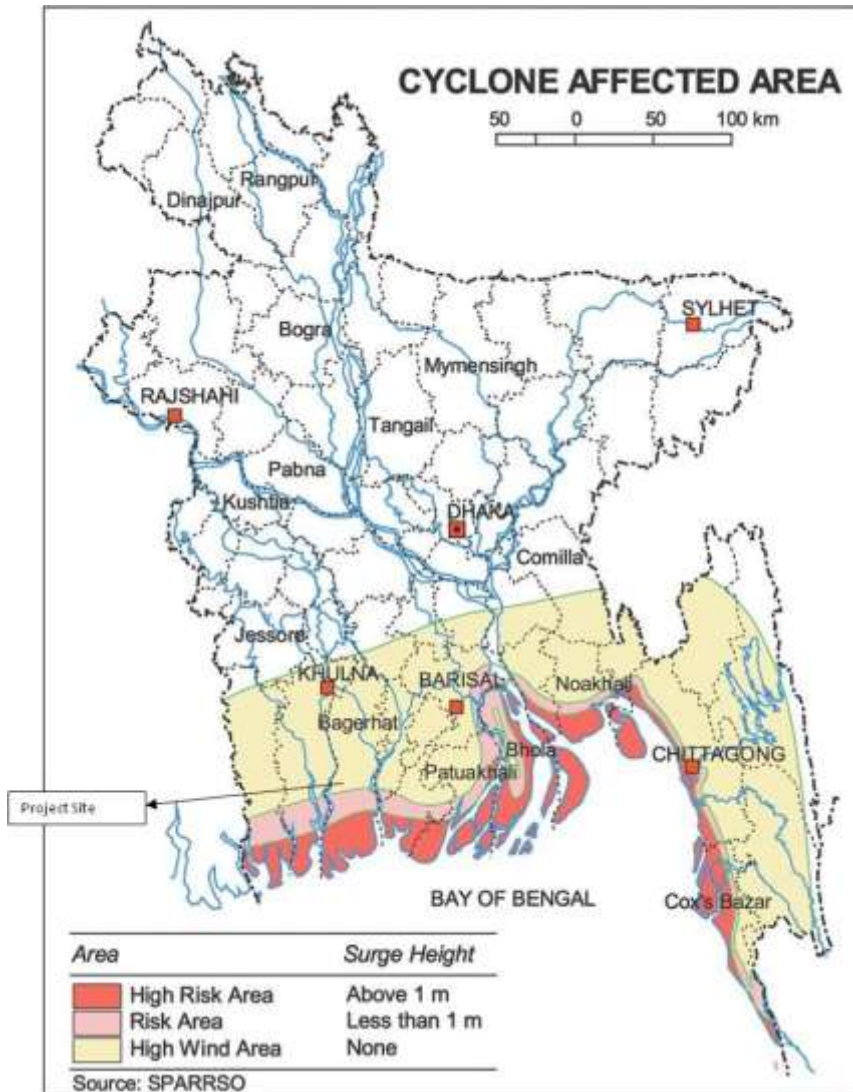 CYCLONE AFFECTED AREA
50 0 50 100 km
Rangpur
Dinajpur
SYLHET
Bogra
Mymensingh
RAJSHAHI
Tangail
Pabna
Kushtia
DHAKA
Comilla
Jessore
KHULNA
BARISAL
Noakhali
Bagerhat
Bhola
CHITTAGONG
Patuakhali
Project Site
BAY OF BENGAL
Cox's Bazar
Area Surge Height
High Risk Area Above 1 m
Risk Area Less than 1 m
High Wind Area None
Source: SPARRSO